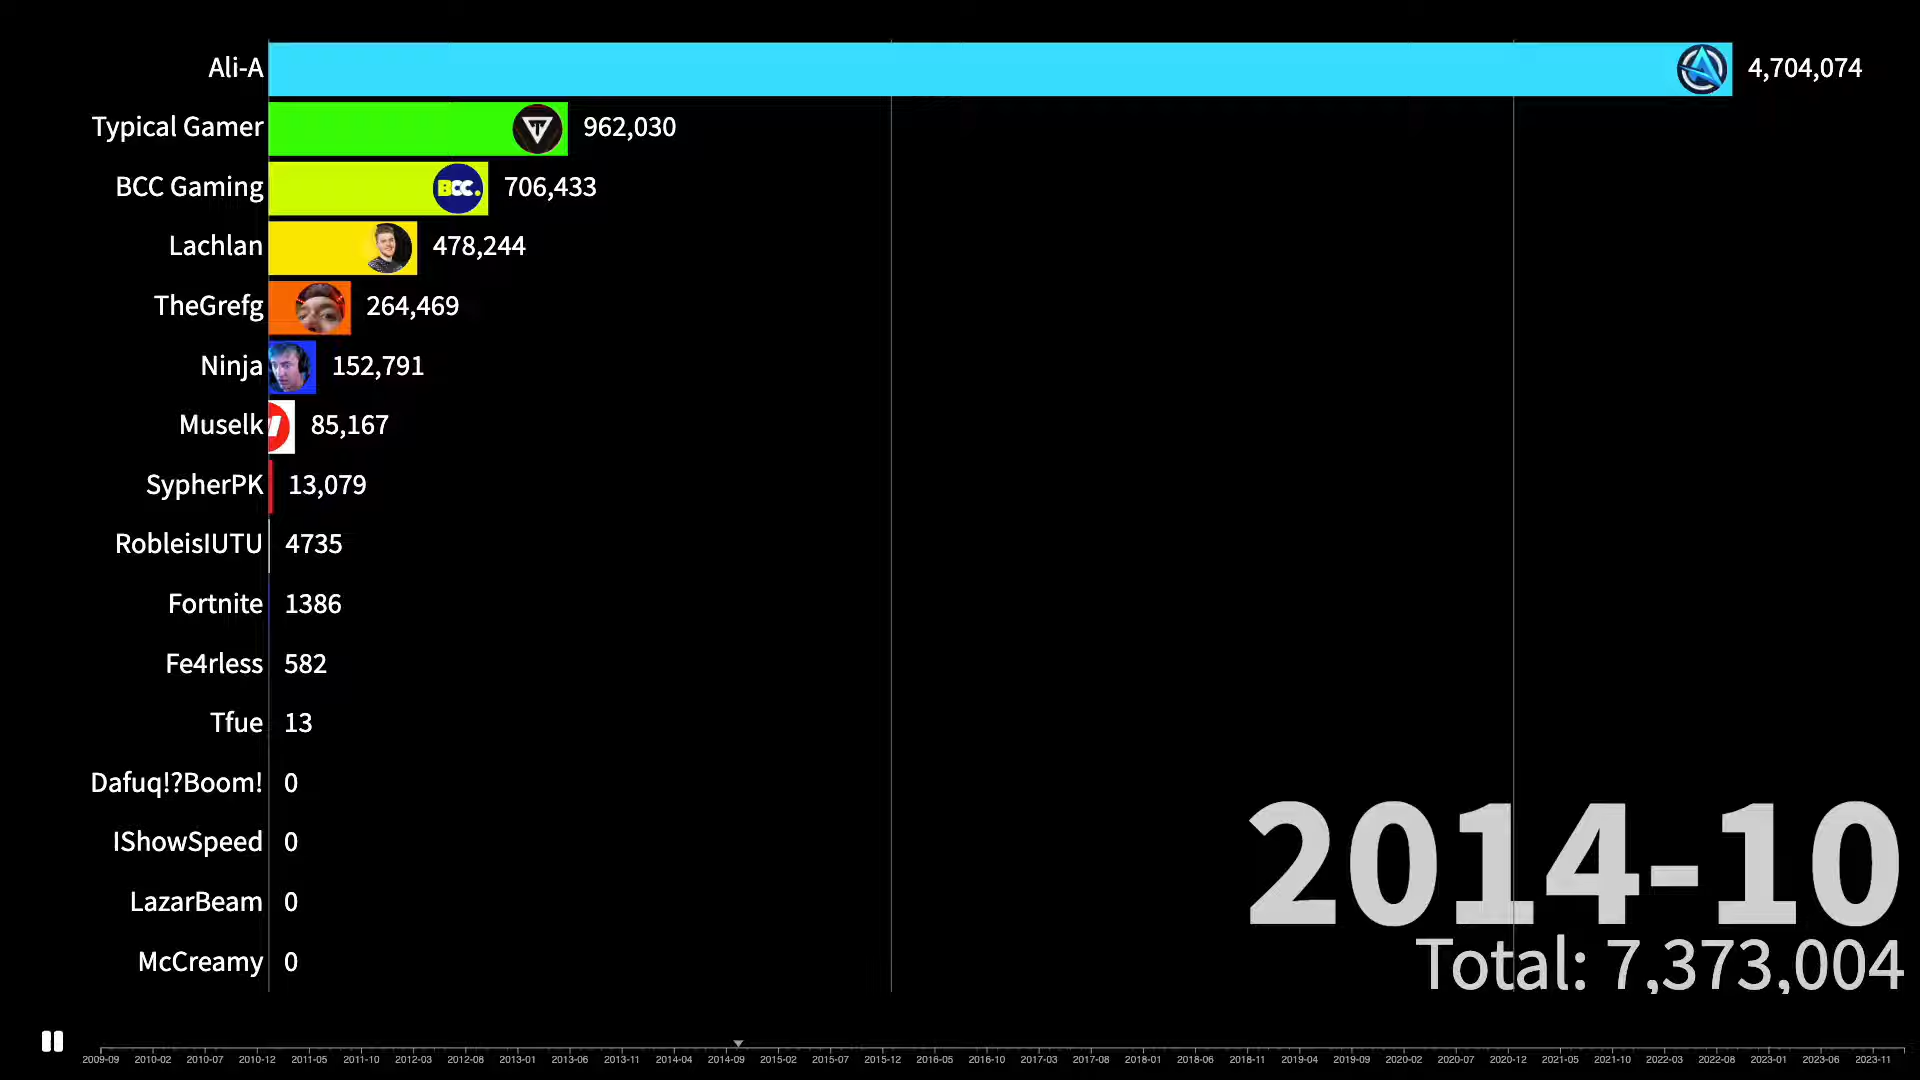 Ali-A 4,704,074
Typical Gamer 962,030
BCC Gaming BCC. 706,433
Lachlan 478,244
TheGrefg 264,469
Ninja 152,791
Muselk 85,167
SypherPK 13,079
RobleisIUTU 4735
Fortnite 1386
Fe4rless 582
Tfue 13
Dafuq!?Boom! 0
IShowSpeed 0
LazarBeam 0
McCreamy 0
2014-10
Total: 7,373,004
2009-09 2010-02 2010-07 2010-12 2011-05 2011-10 2012-03 2012-08 2013-01 2013-06 2013-11 2014-04 2014-09 2015-02 2015-07 2015-12 2016-05 2016-10 2017-03 2017-08 2018-01 2018-06 2018-11 2019-04 2019-09 2020-02 2020-07 2020-12 2021-05 2021-10 2022-03 2022-08 2023-01 2023-06 2023-11